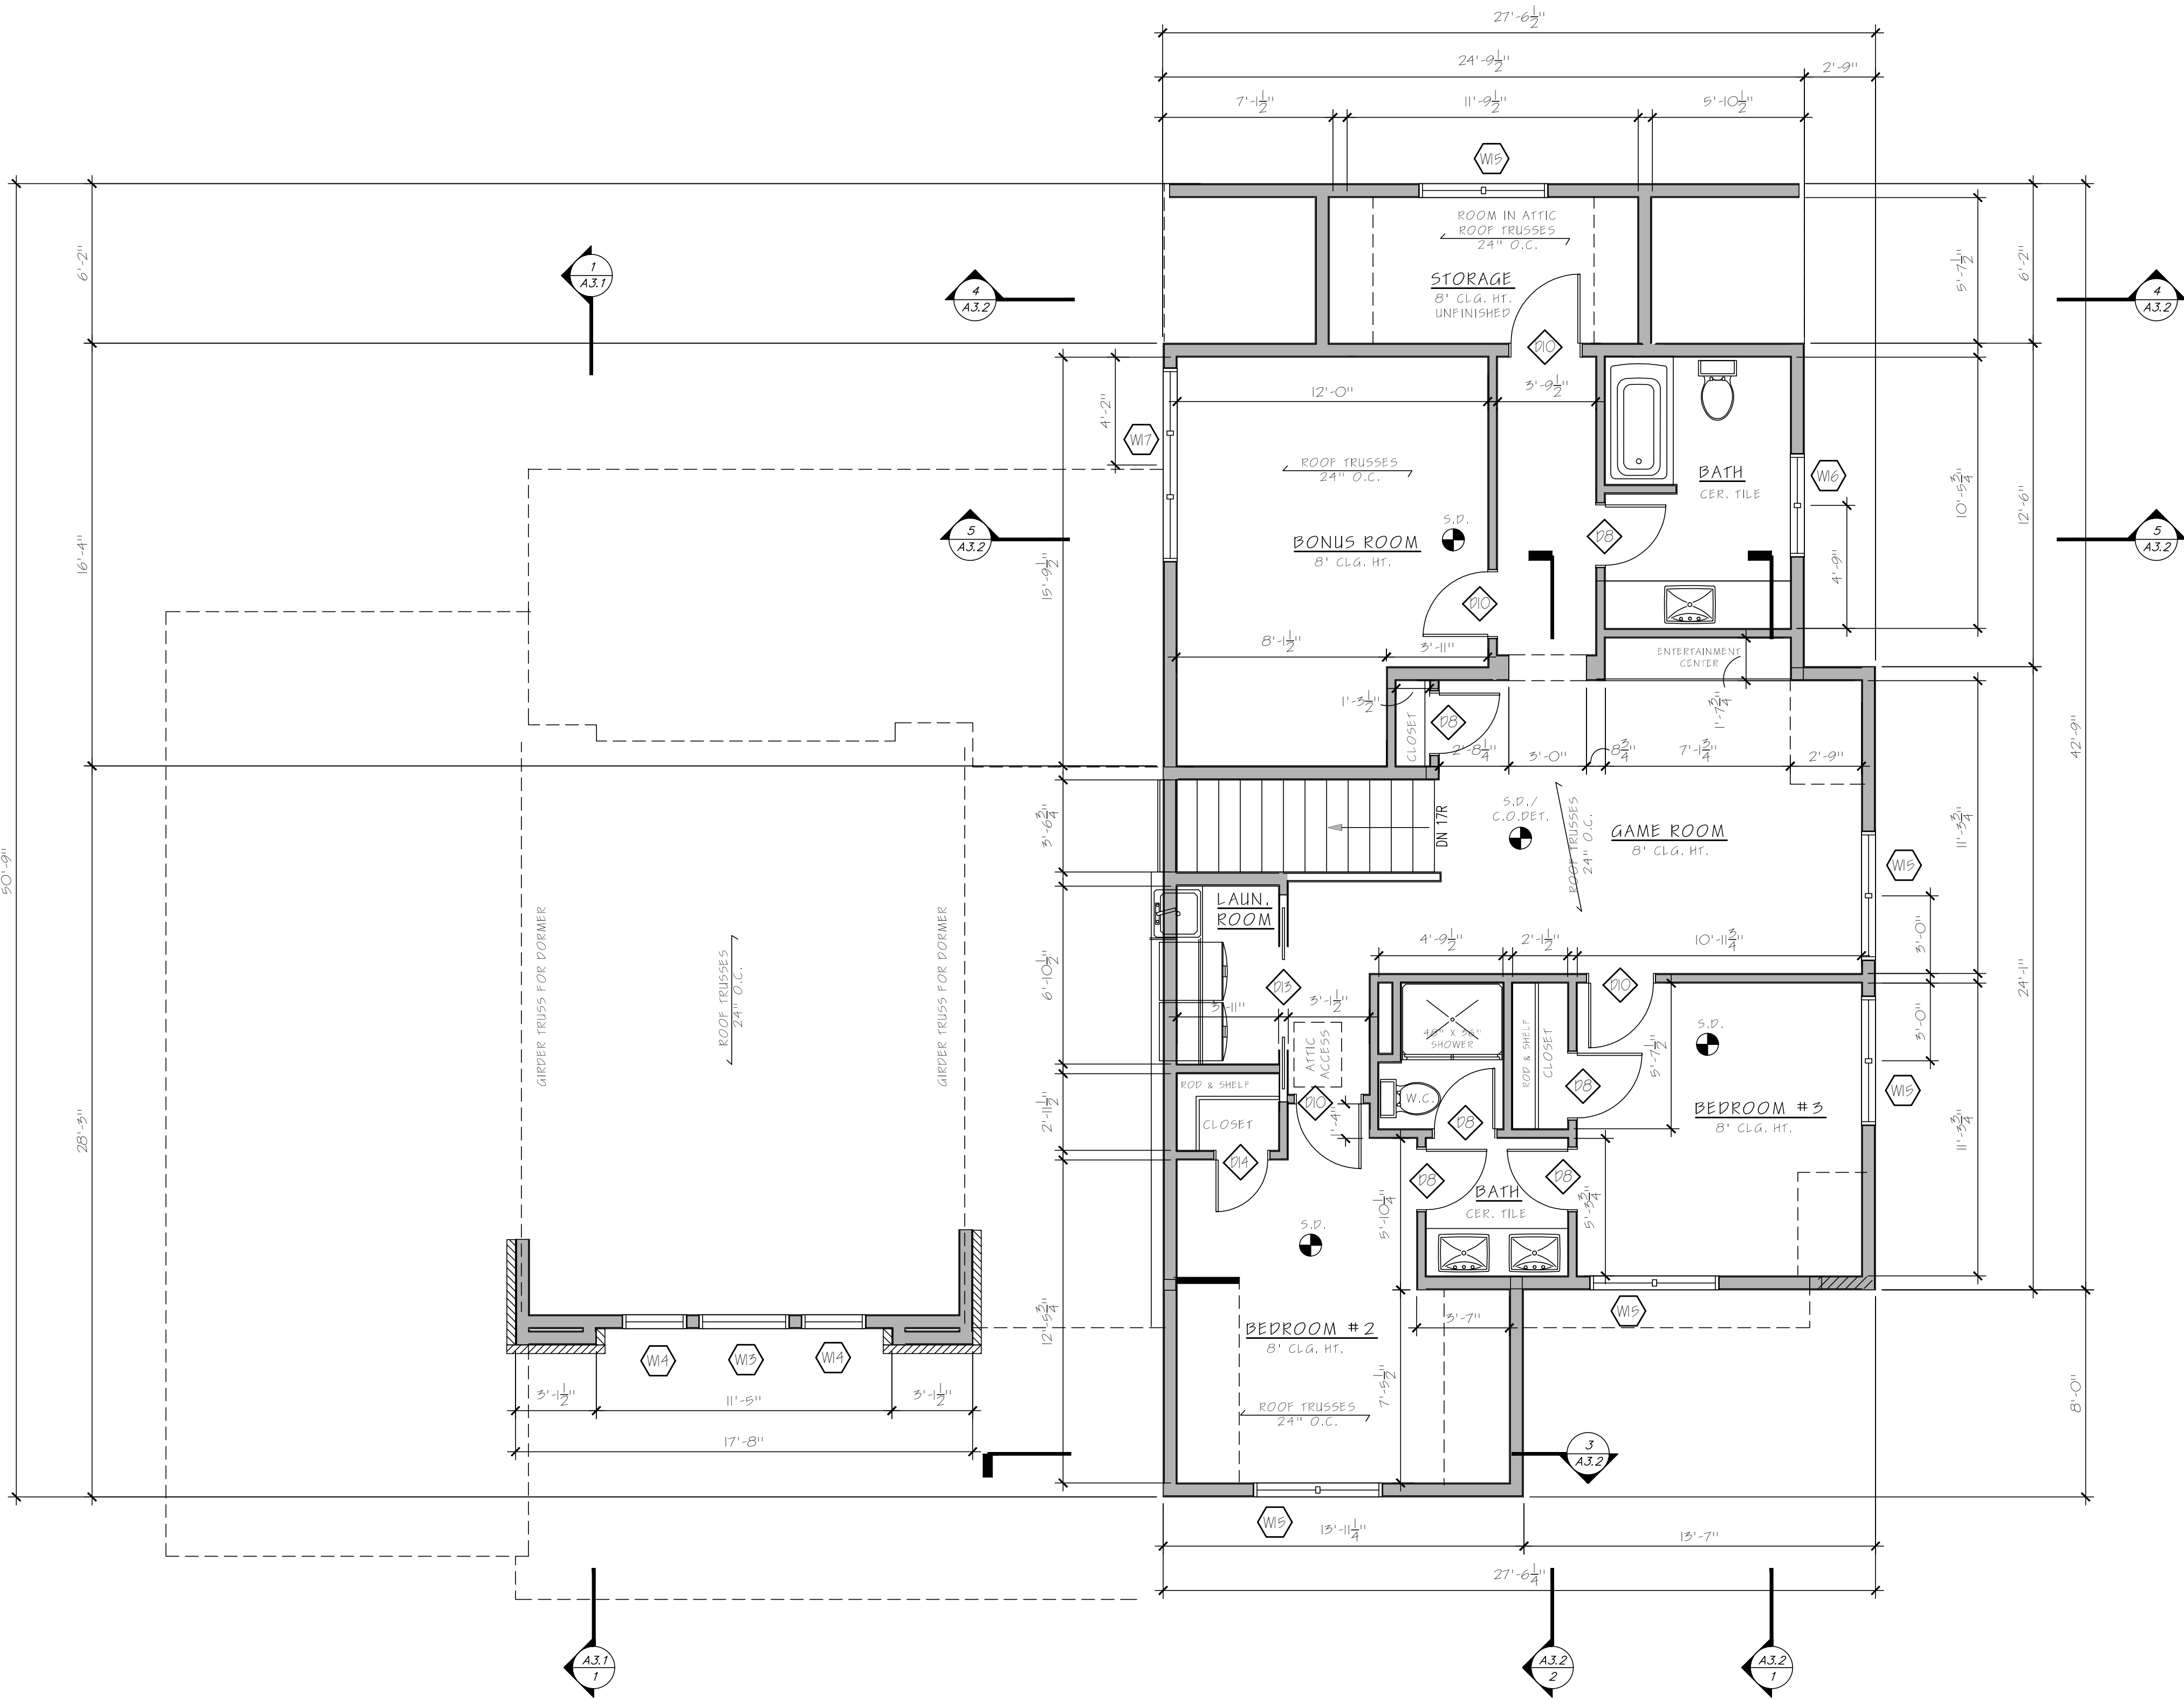 27'-6 1/2"
24'-9 1/2"
2'-9"
7'-1 1/2"
11'-9 1/2"
5'-10 1/2"
W15
ROOM IN ATTIC
ROOF TRUSSES
24" O.C.
STORAGE
8' CLG. HT.
UNFINISHED
6'-2"
1
A3.1
4
A3.2
5'-7 1/2"
6'-2"
4
A3.2
D10
12'-0"
3'-9 1/2"
4'-2"
W17
ROOF TRUSSES
24" O.C.
BATH
CER. TILE
W16
10'-5 3/4"
12'-6"
5
A3.2
S.D.
BONUS ROOM
8' CLG. HT.
D8
5
A3.2
16'-4"
15'-9 1/2"
4'-9"
D10
8'-1 1/2"
3'-11"
ENTERTAINMENT
CENTER
1'-3 1/2"
CLOSET
D8
1'-7 3/4"
2'-8 1/4"
3'-0"
8 3/4"
7'-1 3/4"
2'-9"
42'-9"
50'-9"
3'-6 3/4"
DN 17R
S.D./
C.O.DET.
ROOF TRUSSES
24" O.C.
GAME ROOM
8' CLG. HT.
11'-3 3/4"
W15
LAUN.
ROOM
GIRDER TRUSS FOR DORMER
ROOF TRUSSES
24" O.C.
GIRDER TRUSS FOR DORMER
6'-10 1/2"
4'-9 1/2"
2'-1 1/2"
10'-11 3/4"
3'-0"
24'-1"
D13
D10
3'-11"
3'-1 1/2"
48" X 36"
SHOWER
ATTIC
ACCESS
ROD & SHELF
CLOSET
5'-7 1/2"
S.D.
3'-0"
W15
ROD & SHELF
D10
W.C.
D8
2'-11 1/2"
CLOSET
1'-4"
D8
BEDROOM #3
8' CLG. HT.
11'-3 3/4"
28'-3"
D14
D8
D8
BATH
CER. TILE
5'-10 1/4"
5'-3 3/4"
S.D.
12'-5 3/4"
3'-7"
W15
BEDROOM #2
8' CLG. HT.
W14
W13
W14
3'-1 1/2"
11'-5"
3'-1 1/2"
17'-8"
7'-5 1/2"
ROOF TRUSSES
24" O.C.
8'-0"
3
A3.2
W15
13'-11 1/4"
13'-7"
27'-6 1/4"
A3.1
1
A3.2
2
A3.2
1